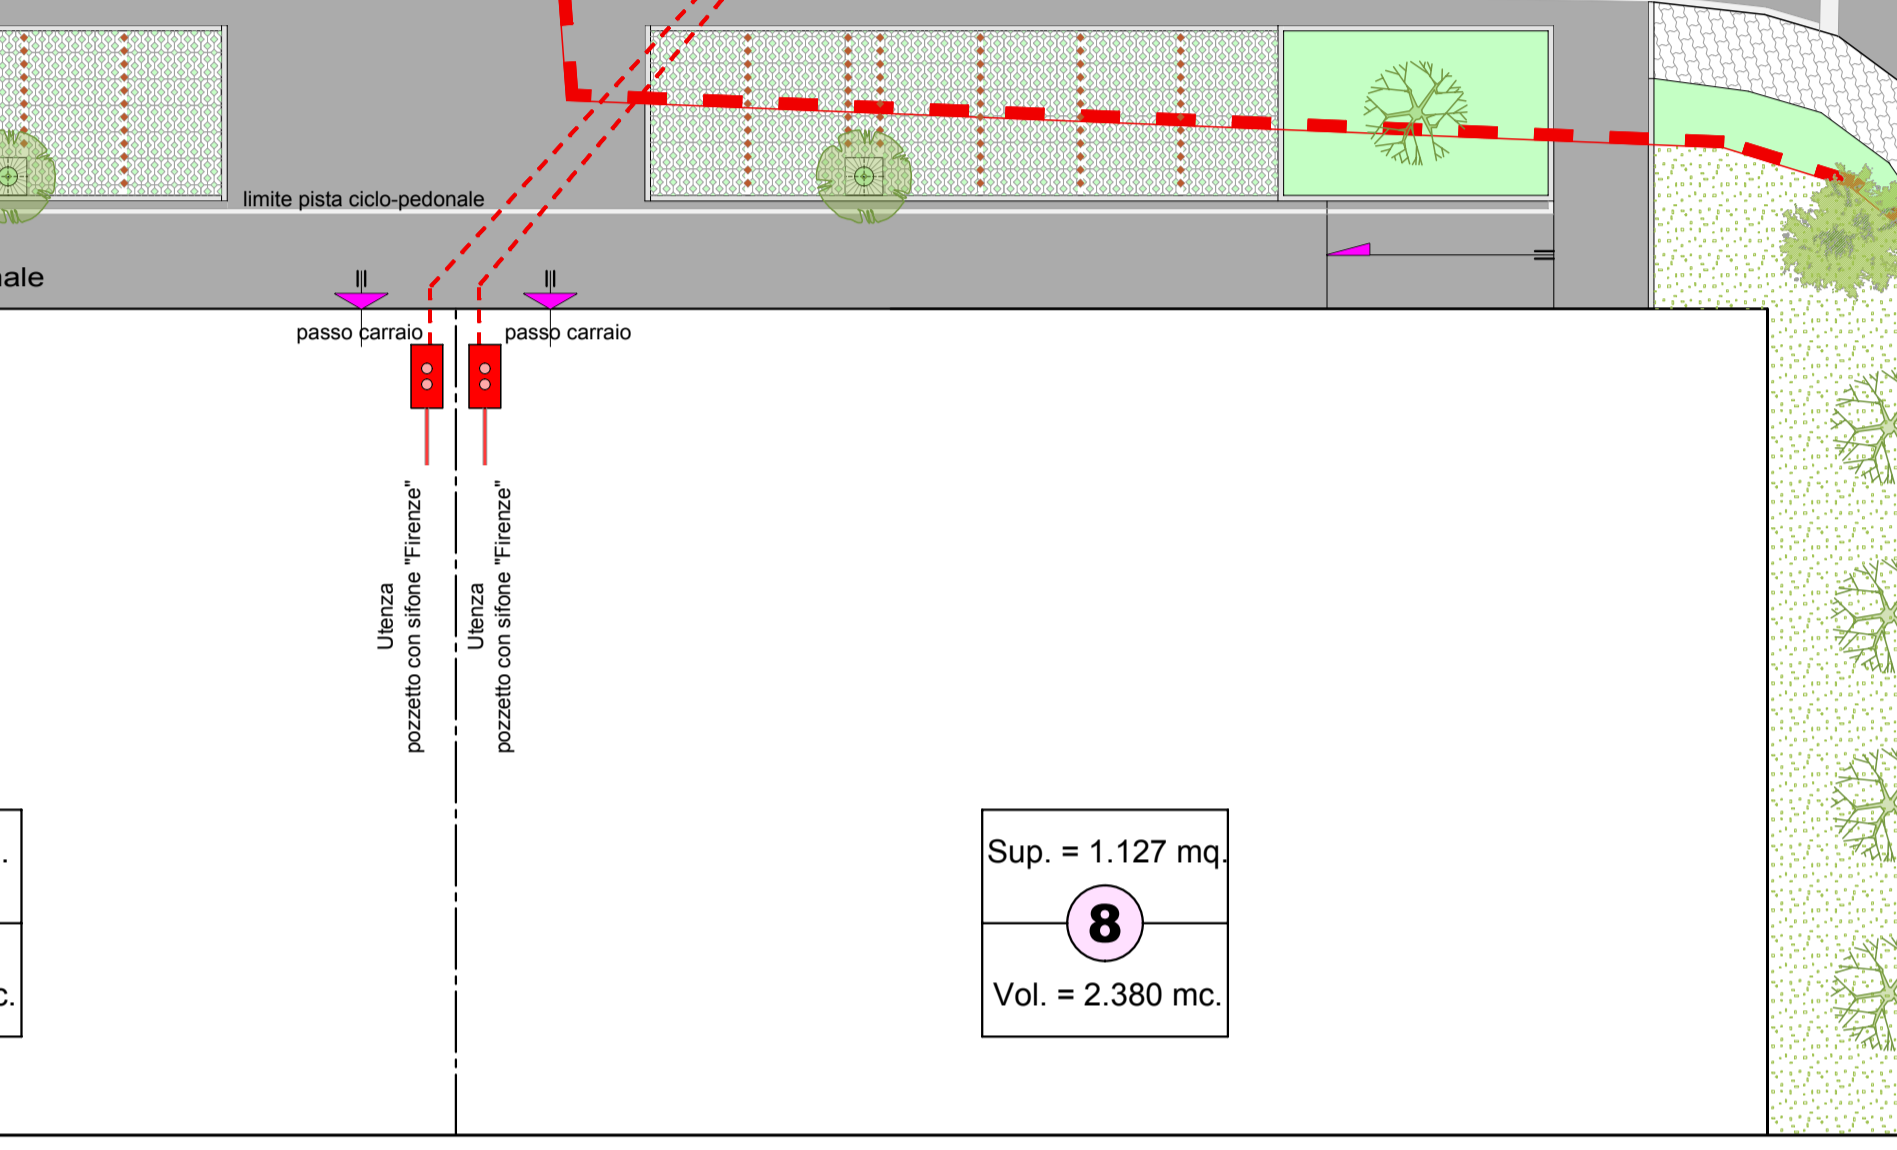 limite pista ciclo-pedonale
passo carraio
passo carraio
Utenza
pozzetto con sifone "Firenze"
Utenza
pozzetto con sifone "Firenze"
Sup. = 1.127 mq.
8
Vol. = 2.380 mc.